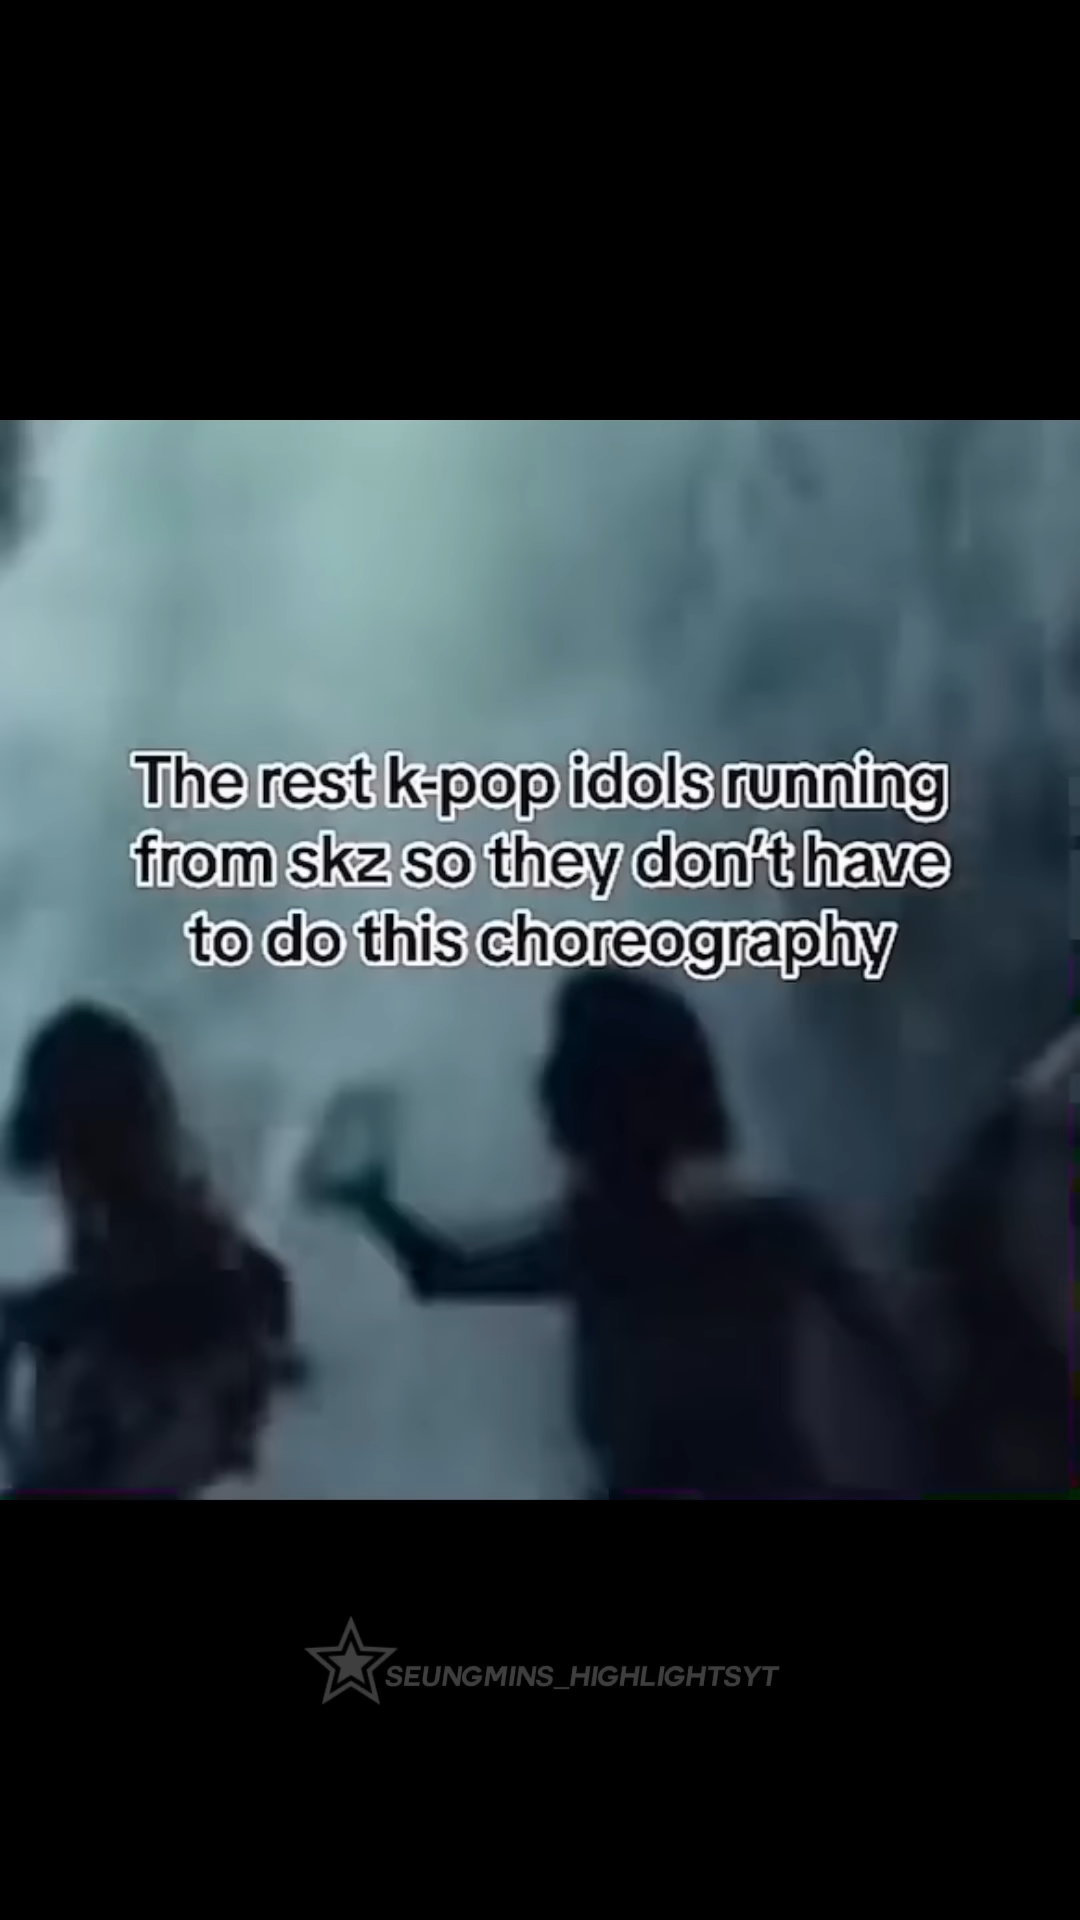 The rest k-pop idols running
from skz so they don't have
to do this choreography
SEUNGMINS_HIGHLIGHTSYT